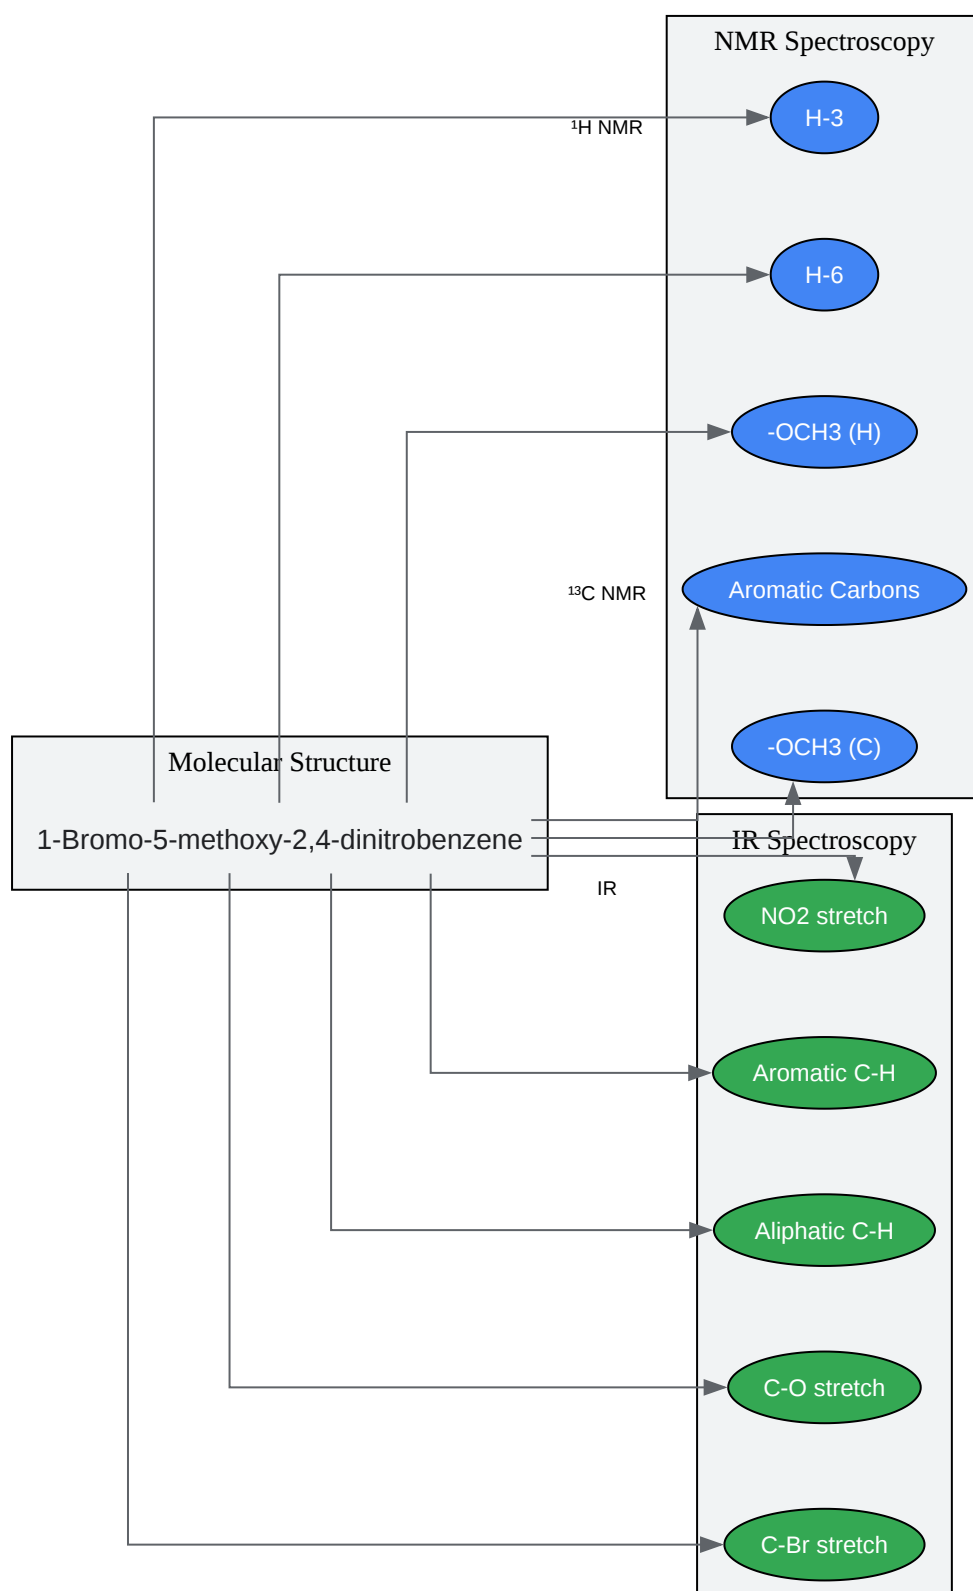 NMR Spectroscopy
H-3
¹H NMR
H-6
-OCH3 (H)
Aromatic Carbons
¹³C NMR
-OCH3 (C)
Molecular Structure
1-Bromo-5-methoxy-2,4-dinitrobenzene
IR Spectroscopy
IR
NO2 stretch
Aromatic C-H
Aliphatic C-H
C-O stretch
C-Br stretch